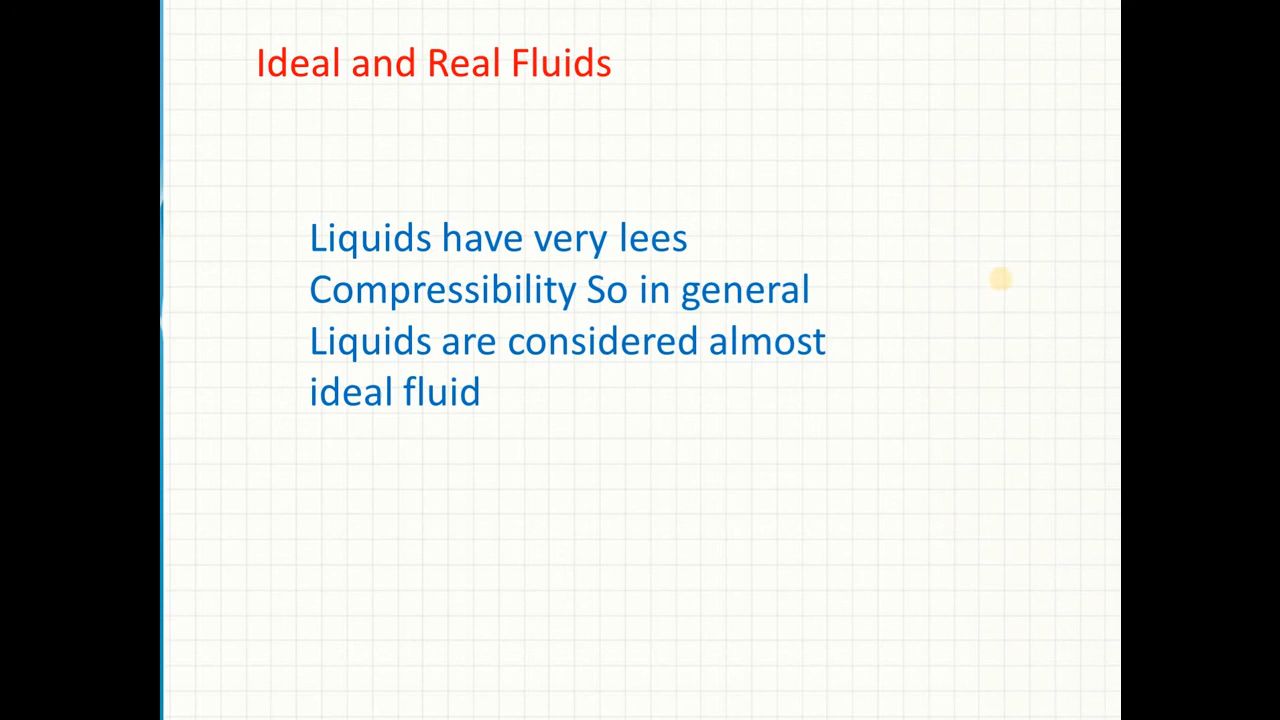 Ideal and Real Fluids
Liquids have very lees
Compressibility So in general
Liquids are considered almost
ideal fluid